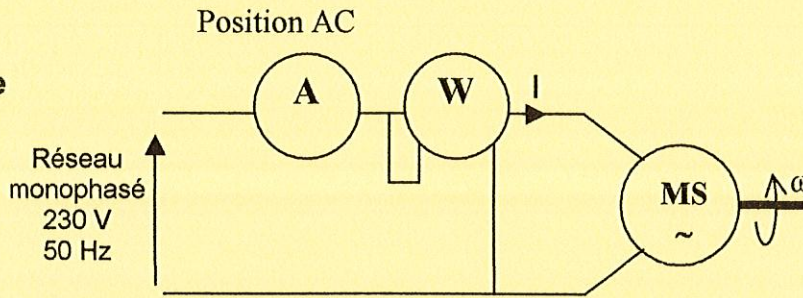 Position AC
e
A
W
I
Réseau
monophasé
230 V
50 Hz
MS
~
ω